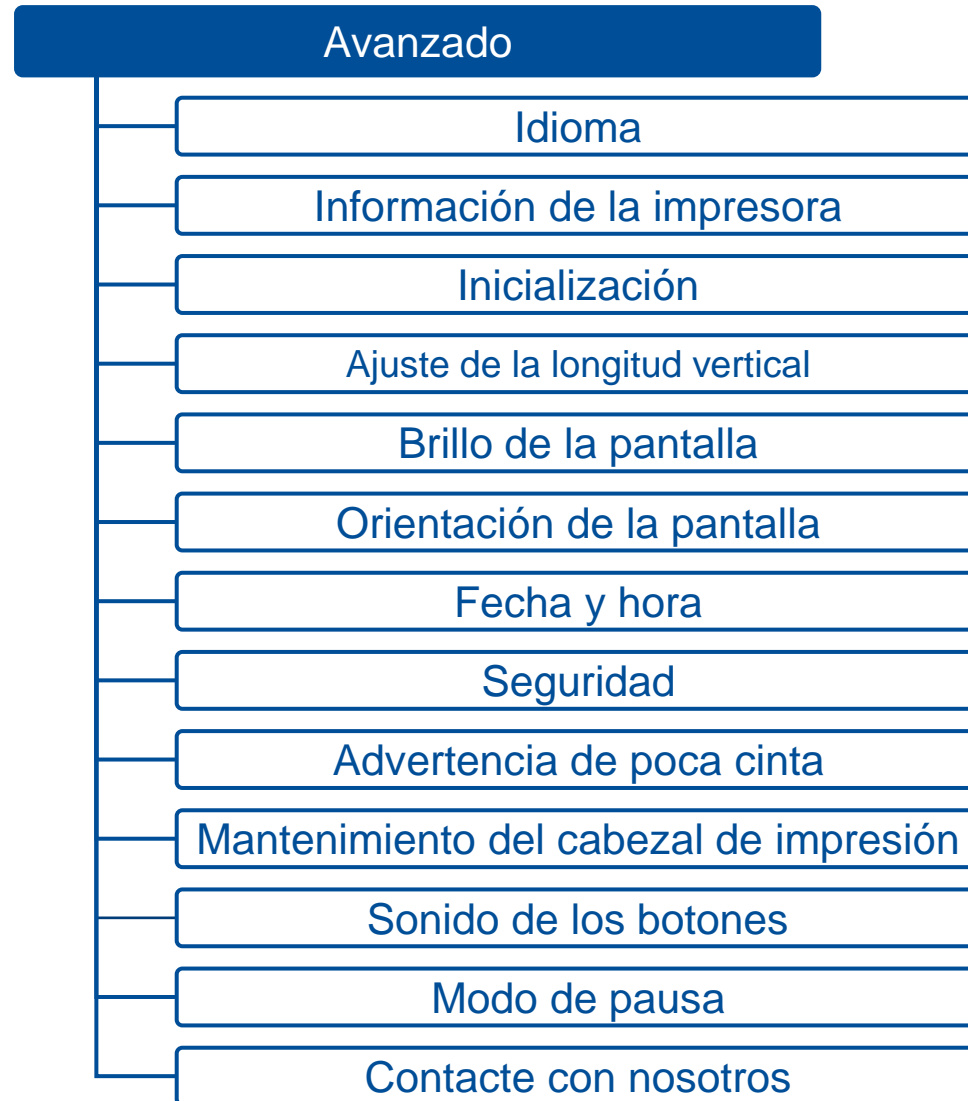 Avanzado
Idioma
Información de la impresora
Inicialización
Ajuste de la longitud vertical
Brillo de la pantalla
Orientación de la pantalla
Fecha y hora
Seguridad
Advertencia de poca cinta
Mantenimiento del cabezal de impresión
Sonido de los botones
Modo de pausa
Contacte con nosotros